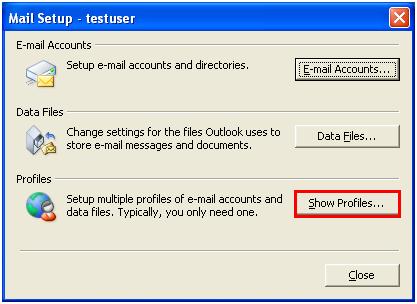 Mail Setup - testuser
E-mail Accounts
Setup e-mail accounts and directories.
E-mail Accounts...
Data Files
Change settings for the files Outlook uses to
store e-mail messages and documents.
Data Files...
Profiles
Setup multiple profiles of e-mail accounts and
data files. Typically, you only need one.
Show Profiles...
Close